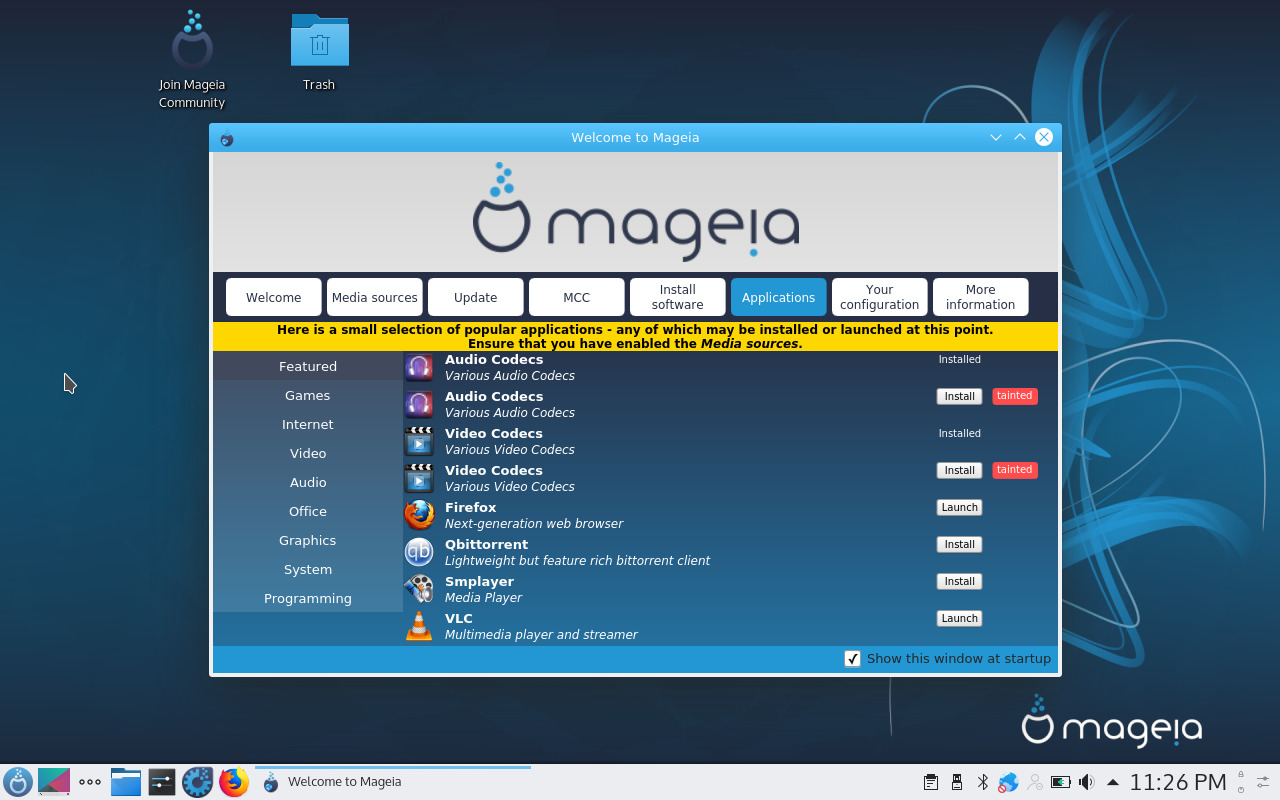 Join Mageia
Community
Trash
Welcome to Mageia
mageia
Welcome
Media sources
Update
MCC
Install
software
Applications
Your
configuration
More
information
Here is a small selection of popular applications - any of which may be installed or launched at this point.
Ensure that you have enabled the Media sources.
Featured
Games
Internet
Video
Audio
Office
Graphics
System
Programming
Audio Codecs
Installed
Various Audio Codecs
Audio Codecs
Install tainted
Various Audio Codecs
Video Codecs
Installed
Various Video Codecs
Video Codecs
Install tainted
Various Video Codecs
Firefox
Launch
Next-generation web browser
qb
Qbittorrent
Install
Lightweight but feature rich bittorrent client
Smplayer
Install
Media Player
VLC
Launch
Multimedia player and streamer
Show this window at startup
mageia
Welcome to Mageia
11:26 PM